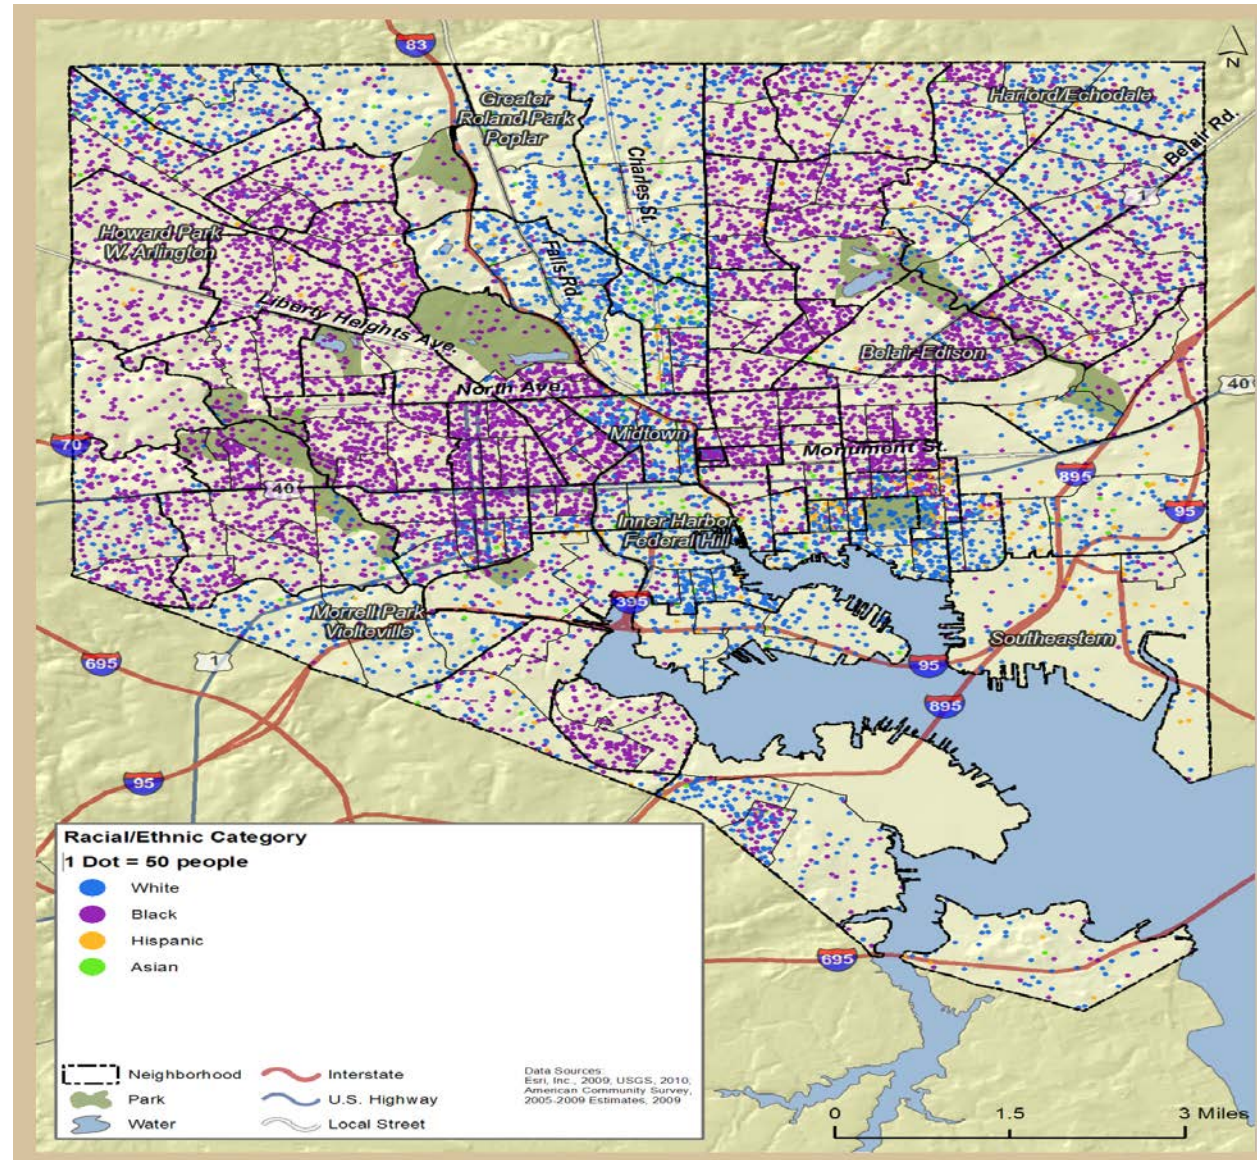 83
N
Greater
Roland Park
Poplar
Harford/Echodale
Charles St.
Belair Rd.
1
Howard Park
W. Arlington
Falls Rd
Liberty Heights Ave.
Belair-Edison
North Ave.
40
Midtown
70
Monument St.
895
40
95
Inner Harbor
Federal Hill
395
Morrell Park
Violteville
Southeastern
695
1
95
895
95
Racial/Ethnic Category
1 Dot = 50 people
White
Black
Hispanic
Asian
695
Neighborhood
Interstate
Park
U.S. Highway
Water
Local Street
Data Sources:
Esri, Inc., 2009; USGS, 2010;
American Community Survey,
2005-2009 Estimates, 2009
0 1.5 3 Miles